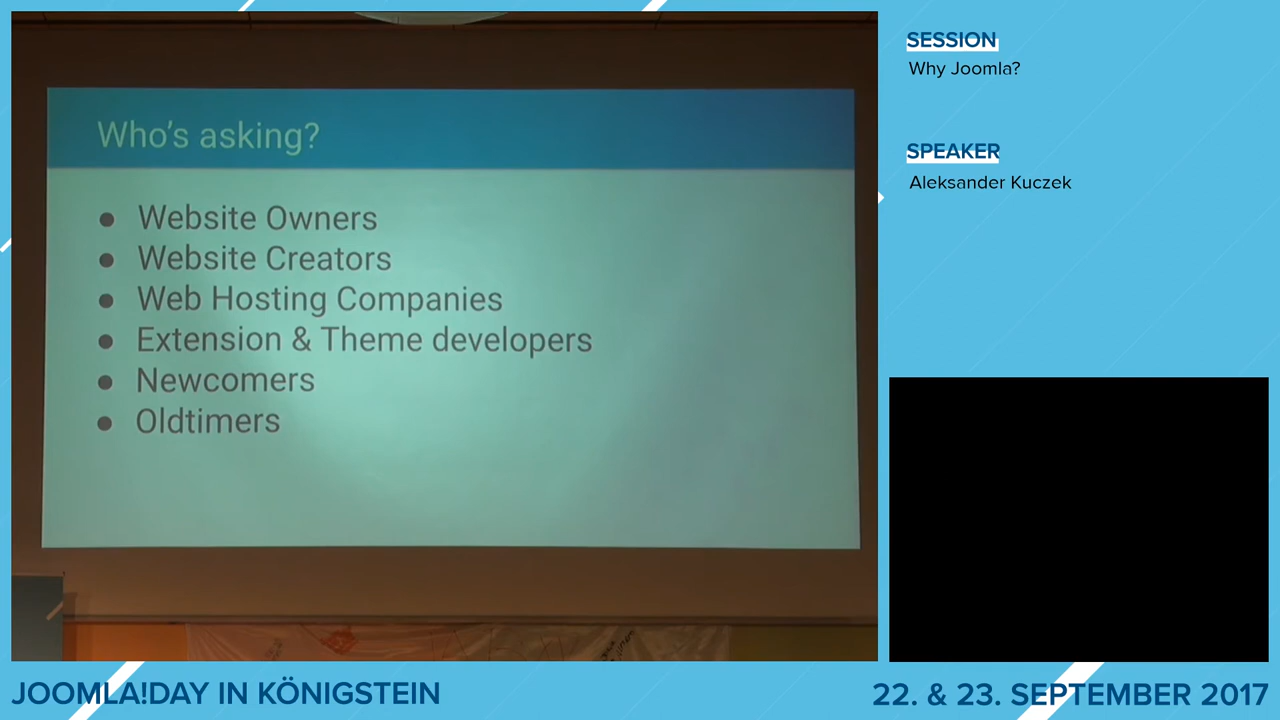 Who's asking?
● Website Owners
● Website Creators
● Web Hosting Companies
● Extension & Theme developers
● Newcomers
● Oldtimers
SESSION
Why Joomla?
SPEAKER
Aleksander Kuczek
JOOMLA!DAY IN KÖNIGSTEIN
22. & 23. SEPTEMBER 2017